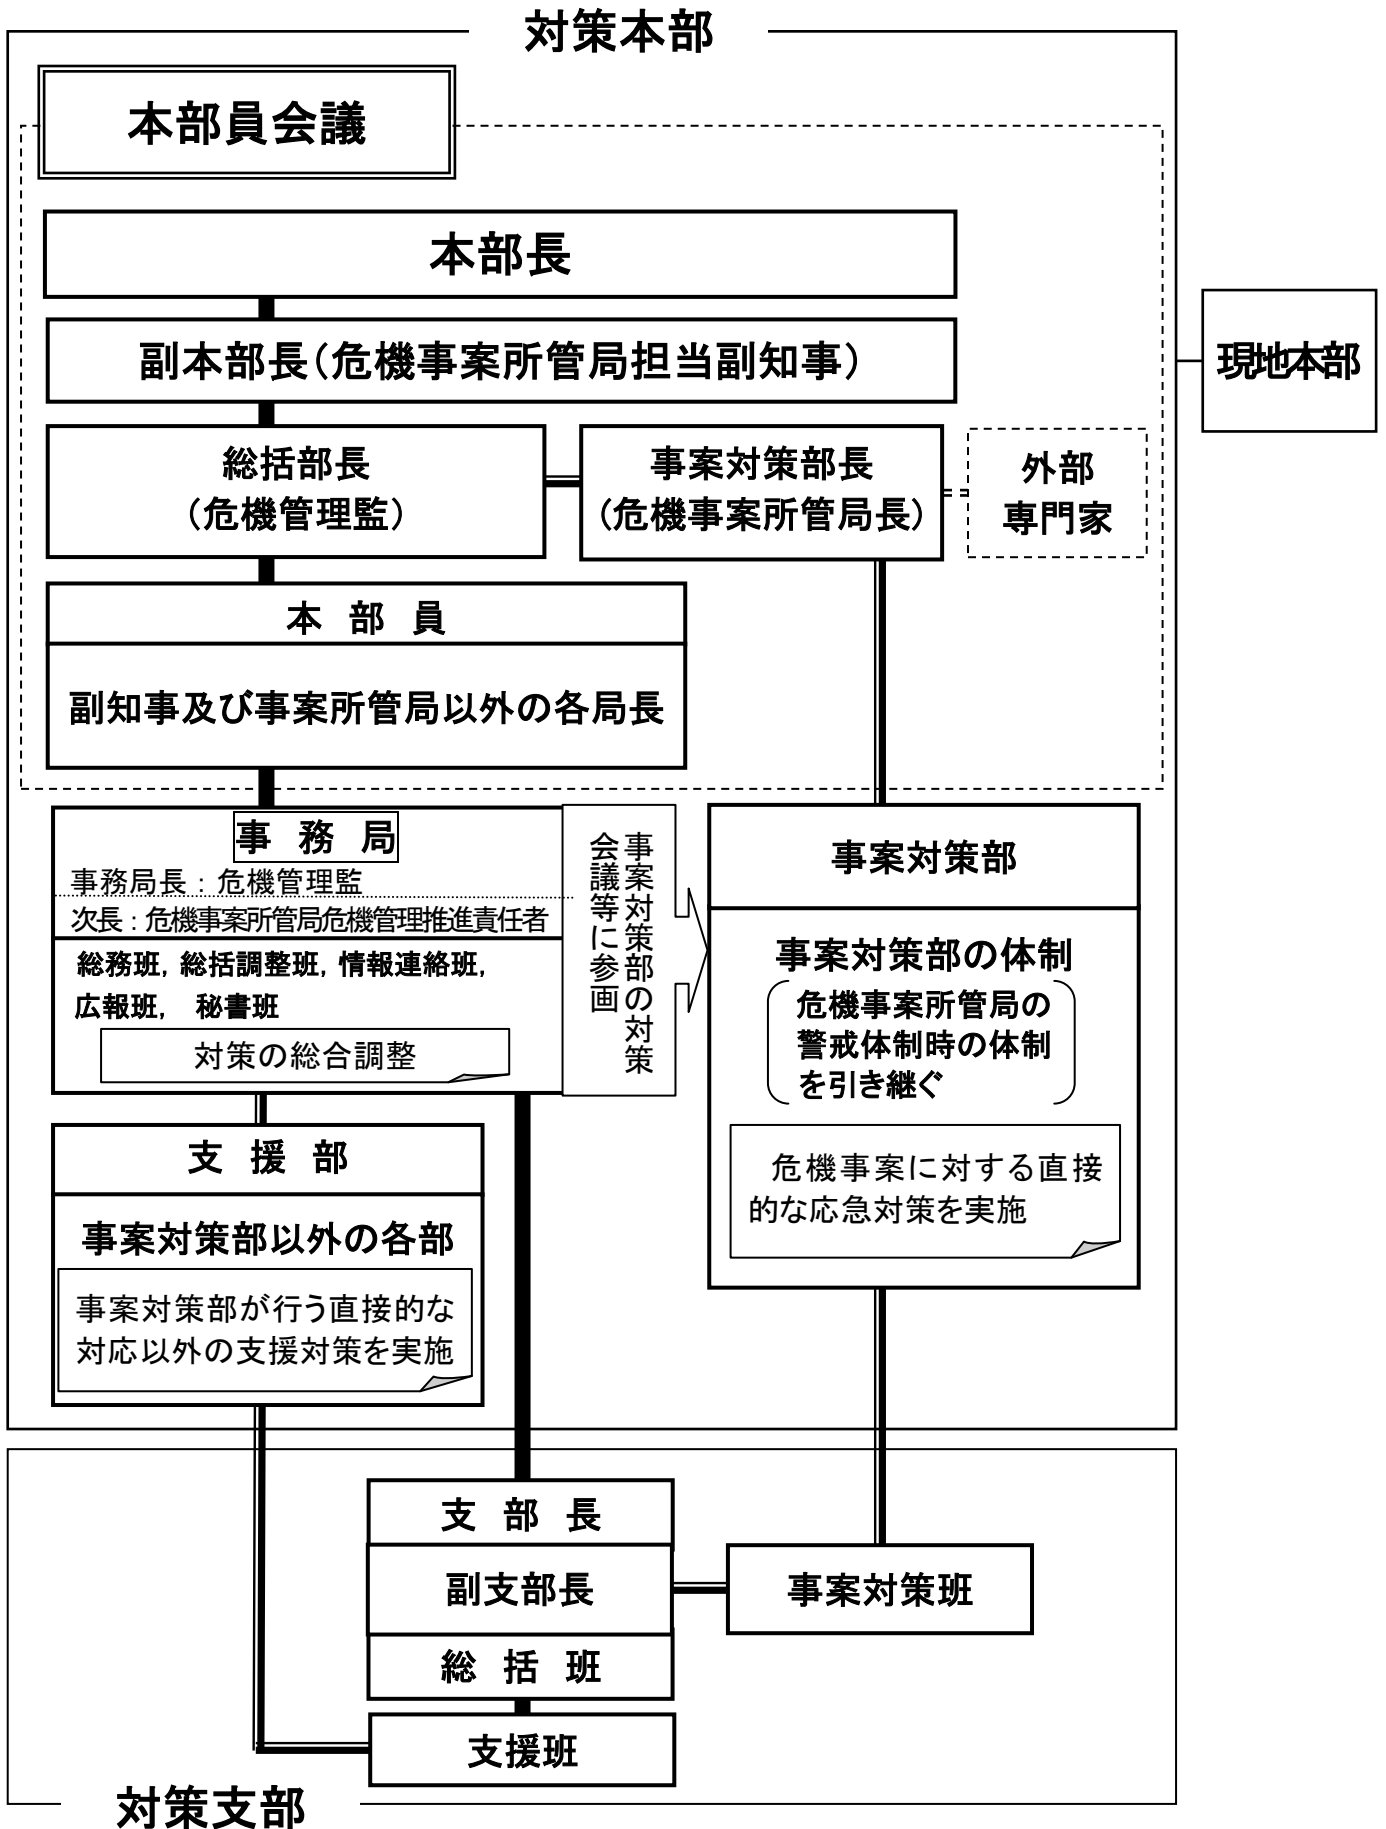 対策本部
本部員会議
本部長
副本部長（危機事案所管局担当副知事）
現地本部
総括部長
（危機管理監）
事案対策部長
（危機事案所管局長）
外部
専門家
本　部　員
副知事及び事案所管局以外の各局長
事　務　局
事務局長：危機管理監
次長：危機事案所管局危機管理推進責任者
総務班，総括調整班，情報連絡班，
広報班，　秘書班
対策の総合調整
事案対策部の対策
会議等に参画
事案対策部
事案対策部の体制
危機事案所管局の
警戒体制時の体制
を引き継ぐ
危機事案に対する直接
的な応急対策を実施
支　援　部
事案対策部以外の各部
事案対策部が行う直接的な
対応以外の支援対策を実施
支　部　長
副支部長
事案対策班
総　括　班
支援班
対策支部